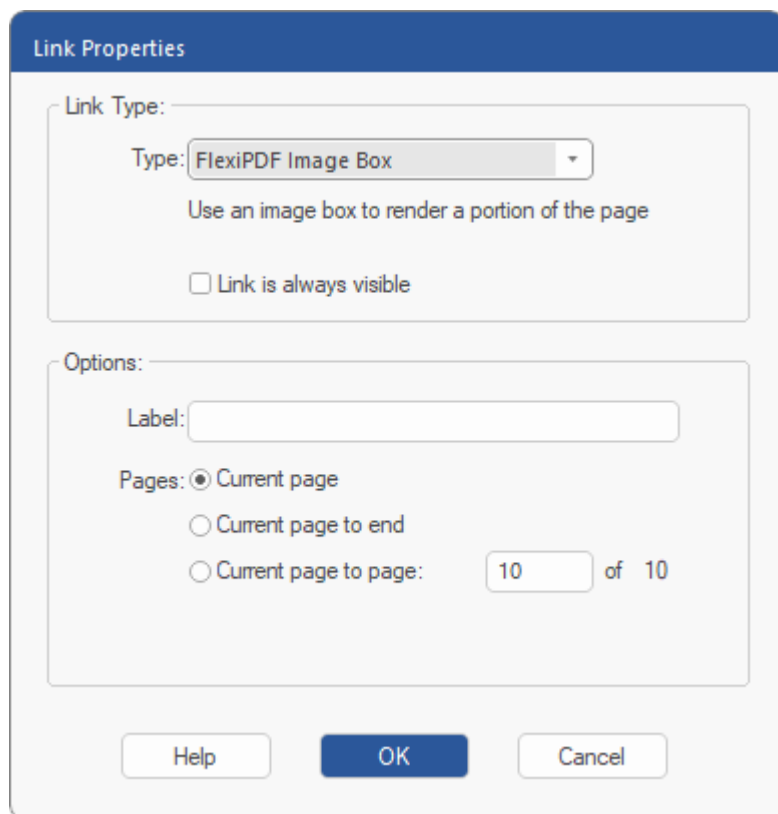 Link Properties
Link Type:
Type: FlexiPDF Image Box
Use an image box to render a portion of the page
Link is always visible
Options:
Label:
Pages: Current page
Current page to end
Current page to page: 10 of 10
Help OK Cancel